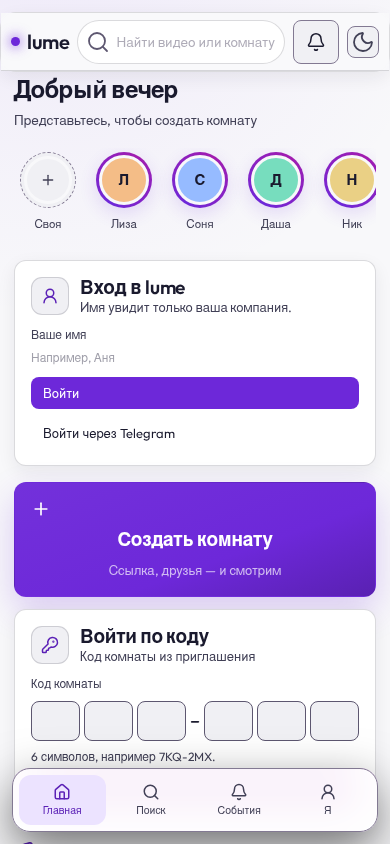 lume
Найти видео или комнату
Добрый вечер
Представьтесь, чтобы создать комнату
Л С Д Н
Своя Лиза Соня Даша Ник
Вход в lume
Имя увидит только ваша компания.
Ваше имя
Например, Аня
Войти
Войти через Telegram
Создать комнату
Ссылка, друзья — и смотрим
Войти по коду
Код комнаты из приглашения
Код комнаты
–
6 символов, например 7KQ-2MX.
Главная Поиск События Я